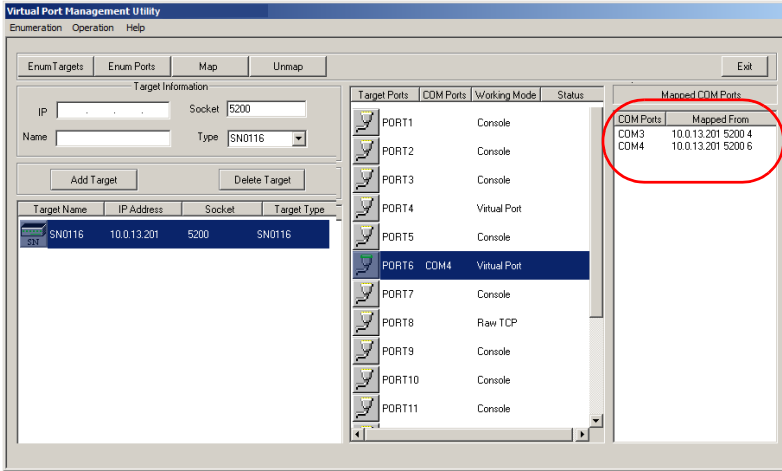 Virtual Port Management Utility
Enumeration Operation Help
EnumTargets Enum Ports Map Unmap Exit
Target Information
IP . . . Socket 5200
Name Type SN0116
Add Target Delete Target
Target Name IP Address Socket Target Type
SN SN0116 10.0.13.201 5200 SN0116
Target Ports COM Ports Working Mode Status
PORT1 Console
PORT2 Console
PORT3 Console
PORT4 Virtual Port
PORT5 Console
PORT6 COM4 Virtual Port
PORT7 Console
PORT8 Raw TCP
PORT9 Console
PORT10 Console
PORT11 Console
Mapped COM Ports
COM Ports Mapped From
COM3 10.0.13.201 5200 4
COM4 10.0.13.201 5200 6